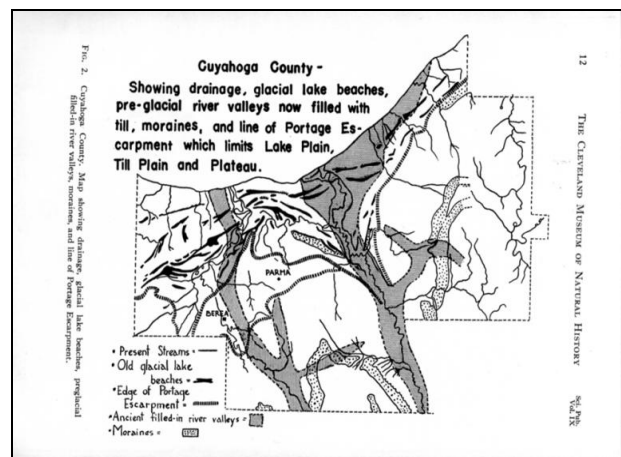 12
THE CLEVELAND MUSEUM OF NATURAL HISTORY
Sci. Pub.
Vol. IX
Cuyahoga County -
Showing drainage, glacial lake beaches,
pre-glacial river valleys now filled with
till, moraines, and line of Portage Es-
carpment which limits Lake Plain,
Till Plain and Plateau.
PARMA
BEREA
• Present Streams =
• Old glacial lake
beaches =
• Edge of Portage
Escarpment =
• Ancient filled-in river valleys =
• Moraines =
FIG. 2. Cuyahoga County. Map showing drainage, glacial lake beaches, preglacial
filled-in river valleys, moraines, and line of Portage Escarpment.